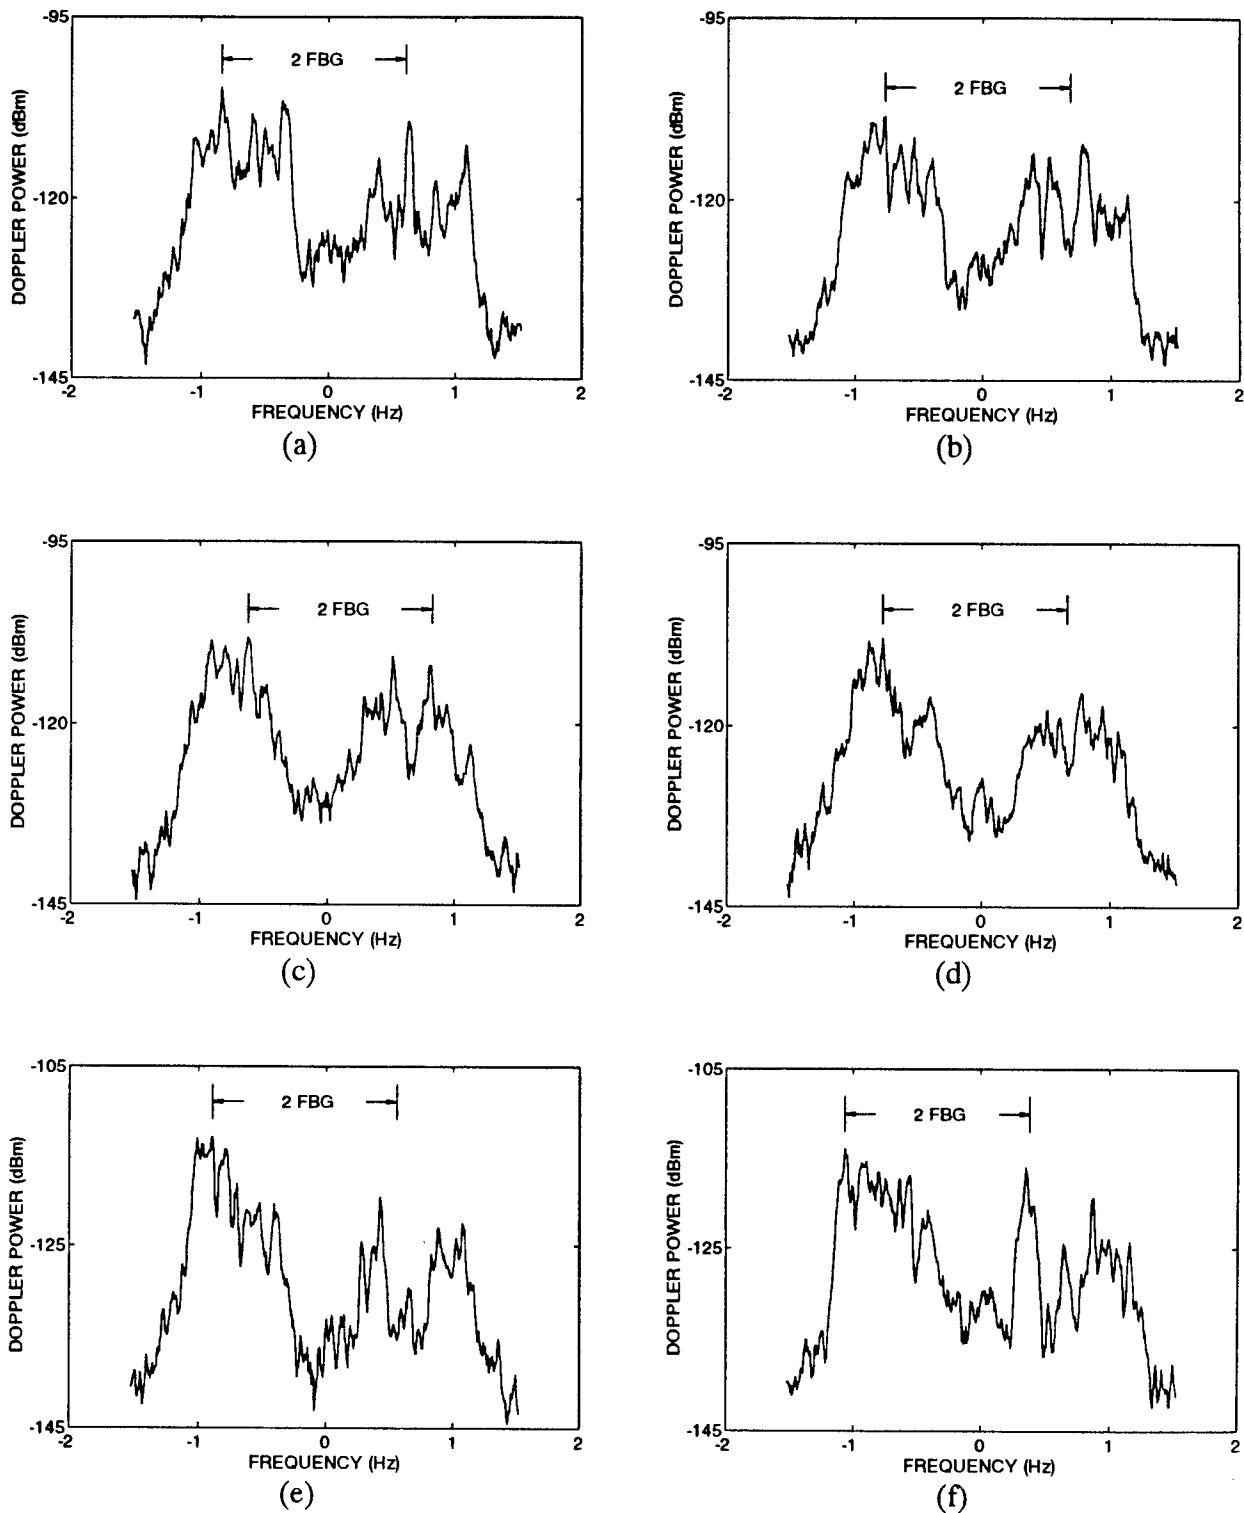 -95
2 FBG
DOPPLER POWER (dBm)
-120
-145
-2
-1
0
1
2
FREQUENCY (Hz)
(a)
-95
2 FBG
DOPPLER POWER (dBm)
-120
-145
-2
-1
0
1
2
FREQUENCY (Hz)
(b)
-95
2 FBG
DOPPLER POWER (dBm)
-120
-145
-2
-1
0
1
2
FREQUENCY (Hz)
(c)
-95
2 FBG
DOPPLER POWER (dBm)
-120
-145
-2
-1
0
1
2
FREQUENCY (Hz)
(d)
-105
2 FBG
DOPPLER POWER (dBm)
-125
-145
-2
-1
0
1
2
FREQUENCY (Hz)
(e)
-105
2 FBG
DOPPLER POWER (dBm)
-125
-145
-2
-1
0
1
2
FREQUENCY (Hz)
(f)